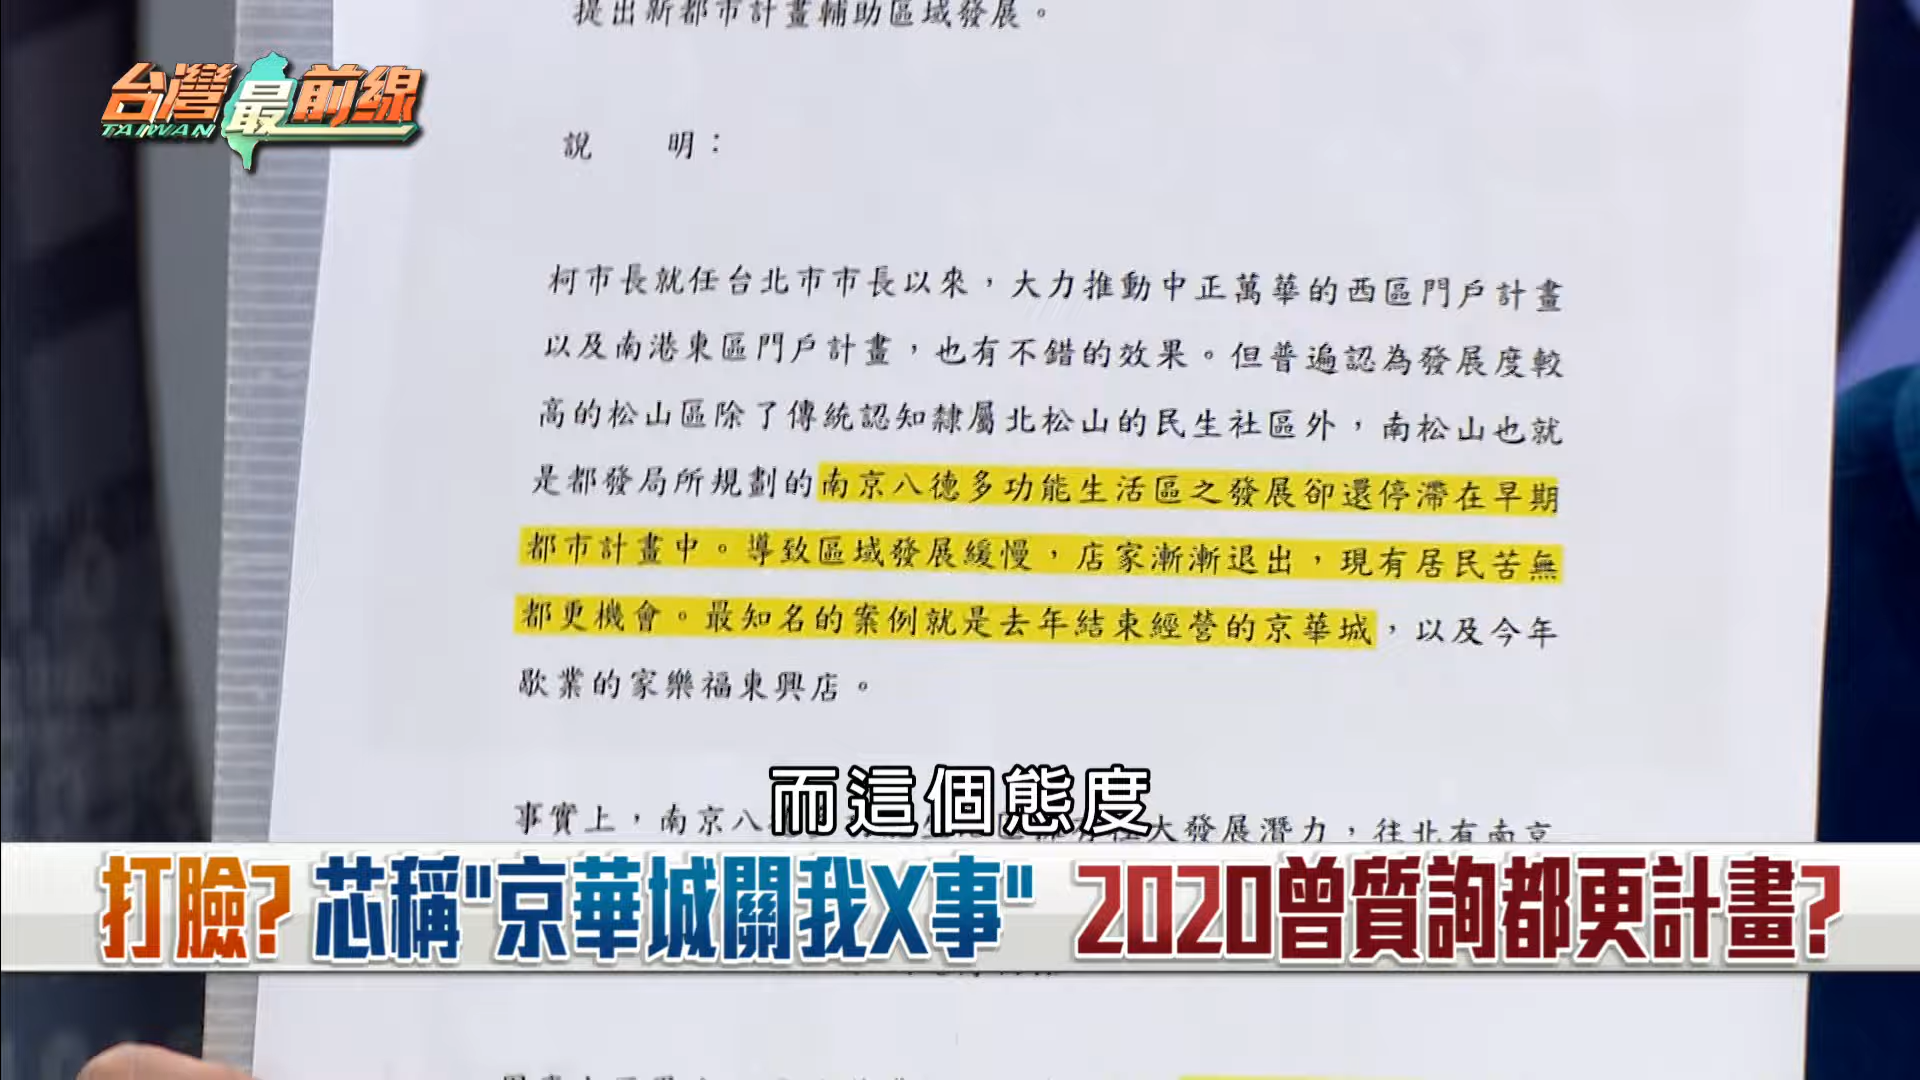 提出新都市計畫輔助區域發展。
台灣最前線
TAIWAN
說　　明：
柯市長就任台北市市長以來，大力推動中正萬華的西區門戶計畫
以及南港東區門戶計畫，也有不錯的效果。但普遍認為發展度較
高的松山區除了傳統認知隸屬北松山的民生社區外，南松山也就
是都發局所規劃的南京八德多功能生活區之發展卻還停滯在早期
都市計畫中。導致區域發展緩慢，店家漸漸退出，現有居民苦無
都更機會。最知名的案例就是去年結束經營的京華城，以及今年
歇業的家樂福東興店。
而這個態度
事實上，南京八 大發展潛力，往北有南京
打臉? 芯稱"京華城關我X事" 2020曾質詢都更計畫?